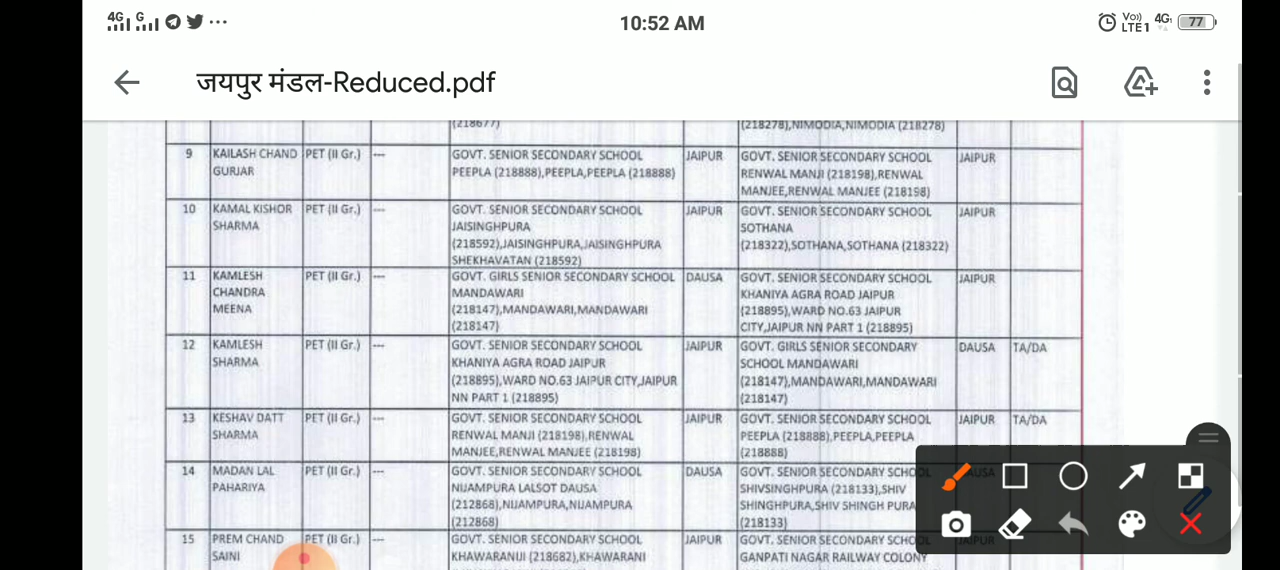 4G G 10:52 AM Vo)) LTE1 4G 77
जयपुर मंडल-Reduced.pdf
(218677) (218278),NIMODIA,NIMODIA (218278)
9 KAILASH CHAND PET (II Gr.) --- GOVT. SENIOR SECONDARY SCHOOL JAIPUR GOVT. SENIOR SECONDARY SCHOOL JAIPUR
GURJAR PEEPLA (218888),PEEPLA,PEEPLA (218888) RENWAL MANJI (218198),RENWAL
MANJEE,RENWAL MANJEE (218198)
10 KAMAL KISHOR PET (II Gr.) --- GOVT. SENIOR SECONDARY SCHOOL JAIPUR GOVT. SENIOR SECONDARY SCHOOL JAIPUR
SHARMA JAISINGHPURA SOTHANA
(218592),JAISINGHPURA,JAISINGHPURA (218322),SOTHANA,SOTHANA (218322)
SHEKHAVATAN (218592)
11 KAMLESH PET (II Gr.) --- GOVT. GIRLS SENIOR SECONDARY SCHOOL DAUSA GOVT. SENIOR SECONDARY SCHOOL JAIPUR
CHANDRA MANDAWARI KHANIYA AGRA ROAD JAIPUR
MEENA (218147),MANDAWARI,MANDAWARI (218895),WARD NO.63 JAIPUR
(218147) CITY,JAIPUR NN PART 1 (218895)
12 KAMLESH PET (II Gr.) --- GOVT. SENIOR SECONDARY SCHOOL JAIPUR GOVT. GIRLS SENIOR SECONDARY DAUSA TA/DA
SHARMA KHANIYA AGRA ROAD JAIPUR SCHOOL MANDAWARI
(218895),WARD NO.63 JAIPUR CITY,JAIPUR (218147),MANDAWARI,MANDAWARI
NN PART 1 (218895) (218147)
13 KESHAV DATT PET (II Gr.) --- GOVT. SENIOR SECONDARY SCHOOL JAIPUR GOVT. SENIOR SECONDARY SCHOOL JAIPUR TA/DA
SHARMA RENWAL MANJI (218198),RENWAL PEEPLA (218888),PEEPLA,PEEPLA
MANJEE,RENWAL MANJEE (218198) (218888)
14 MADAN LAL PET (II Gr.) --- GOVT. SENIOR SECONDARY SCHOOL DAUSA GOVT. SENIOR SECONDARY SCHOOL
PAHARIYA NIJAMPURA LALSOT DAUSA SHIVSINGHPURA (218133),SHIV
(212868),NIJAMPURA,NIJAMPURA SHINGHPURA,SHIV SHINGH PURA
(212868) (218133)
15 PREM CHAND PET (II Gr.) --- GOVT. SENIOR SECONDARY SCHOOL JAIPUR GOVT. SENIOR SECONDARY SCHOOL
SAINI KHAWARANIJI (218682),KHAWARANI GANPATI NAGAR RAILWAY COLONY